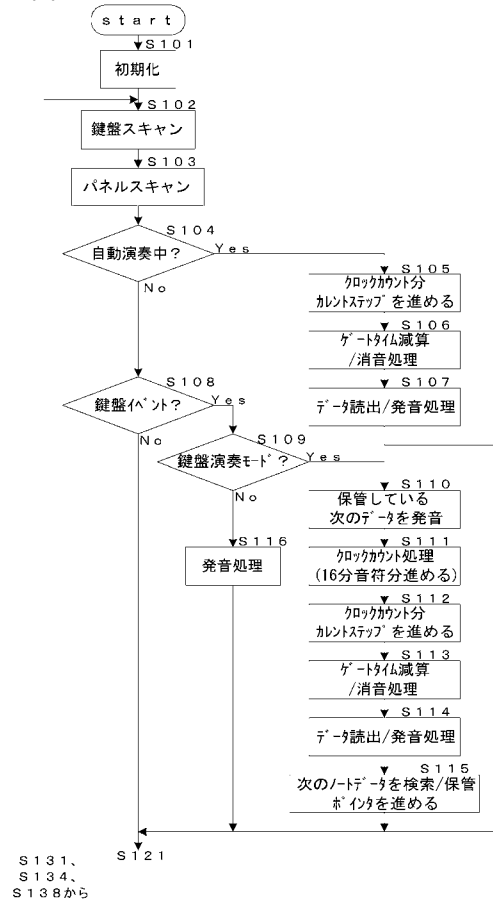 start
S101
初期化
S102
鍵盤スキャン
S103
パネルスキャン
S104
自動演奏中?
Yes
No
S105
クロックカウント分
カレントステップを進める
S106
ゲートタイム減算
/消音処理
S107
データ読出/発音処理
S108
鍵盤イベント?
Yes
No
S109
鍵盤演奏モード?
Yes
No
S110
保管している
次のデータを発音
S111
クロックカウント処理
(16分音符分進める)
S116
発音処理
S112
クロックカウント分
カレントステップを進める
S113
ゲートタイム減算
/消音処理
S114
データ読出/発音処理
S115
次のノートデータを検索/保管
ポインタを進める
S121
S131、
S134、
S138から